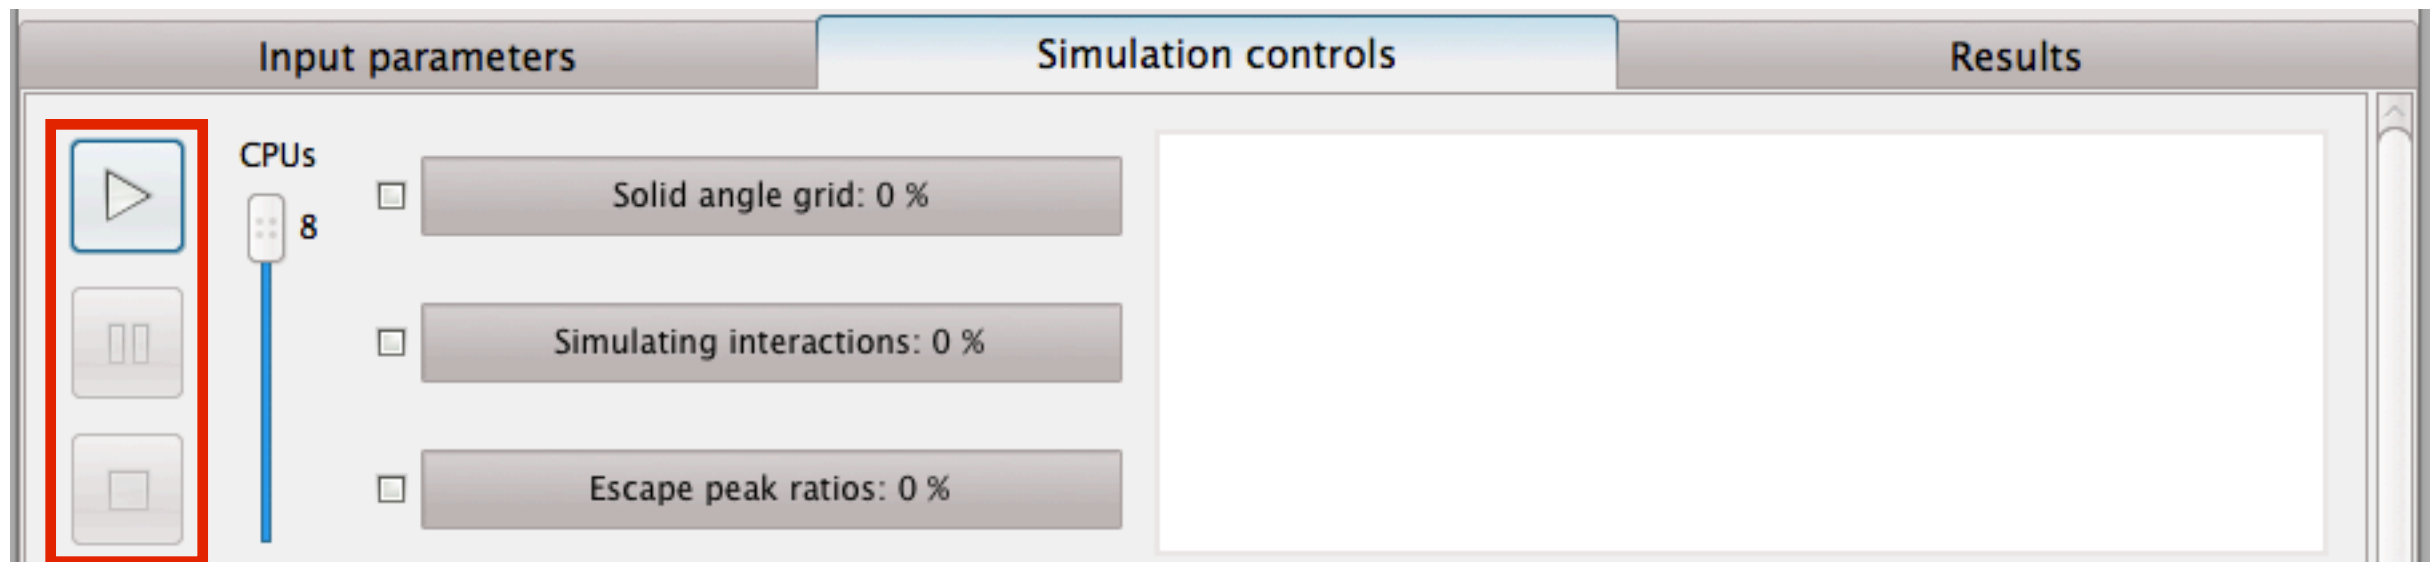 Input parameters
Simulation controls
Results
CPUs
8
Solid angle grid: 0 %
Simulating interactions: 0 %
Escape peak ratios: 0 %